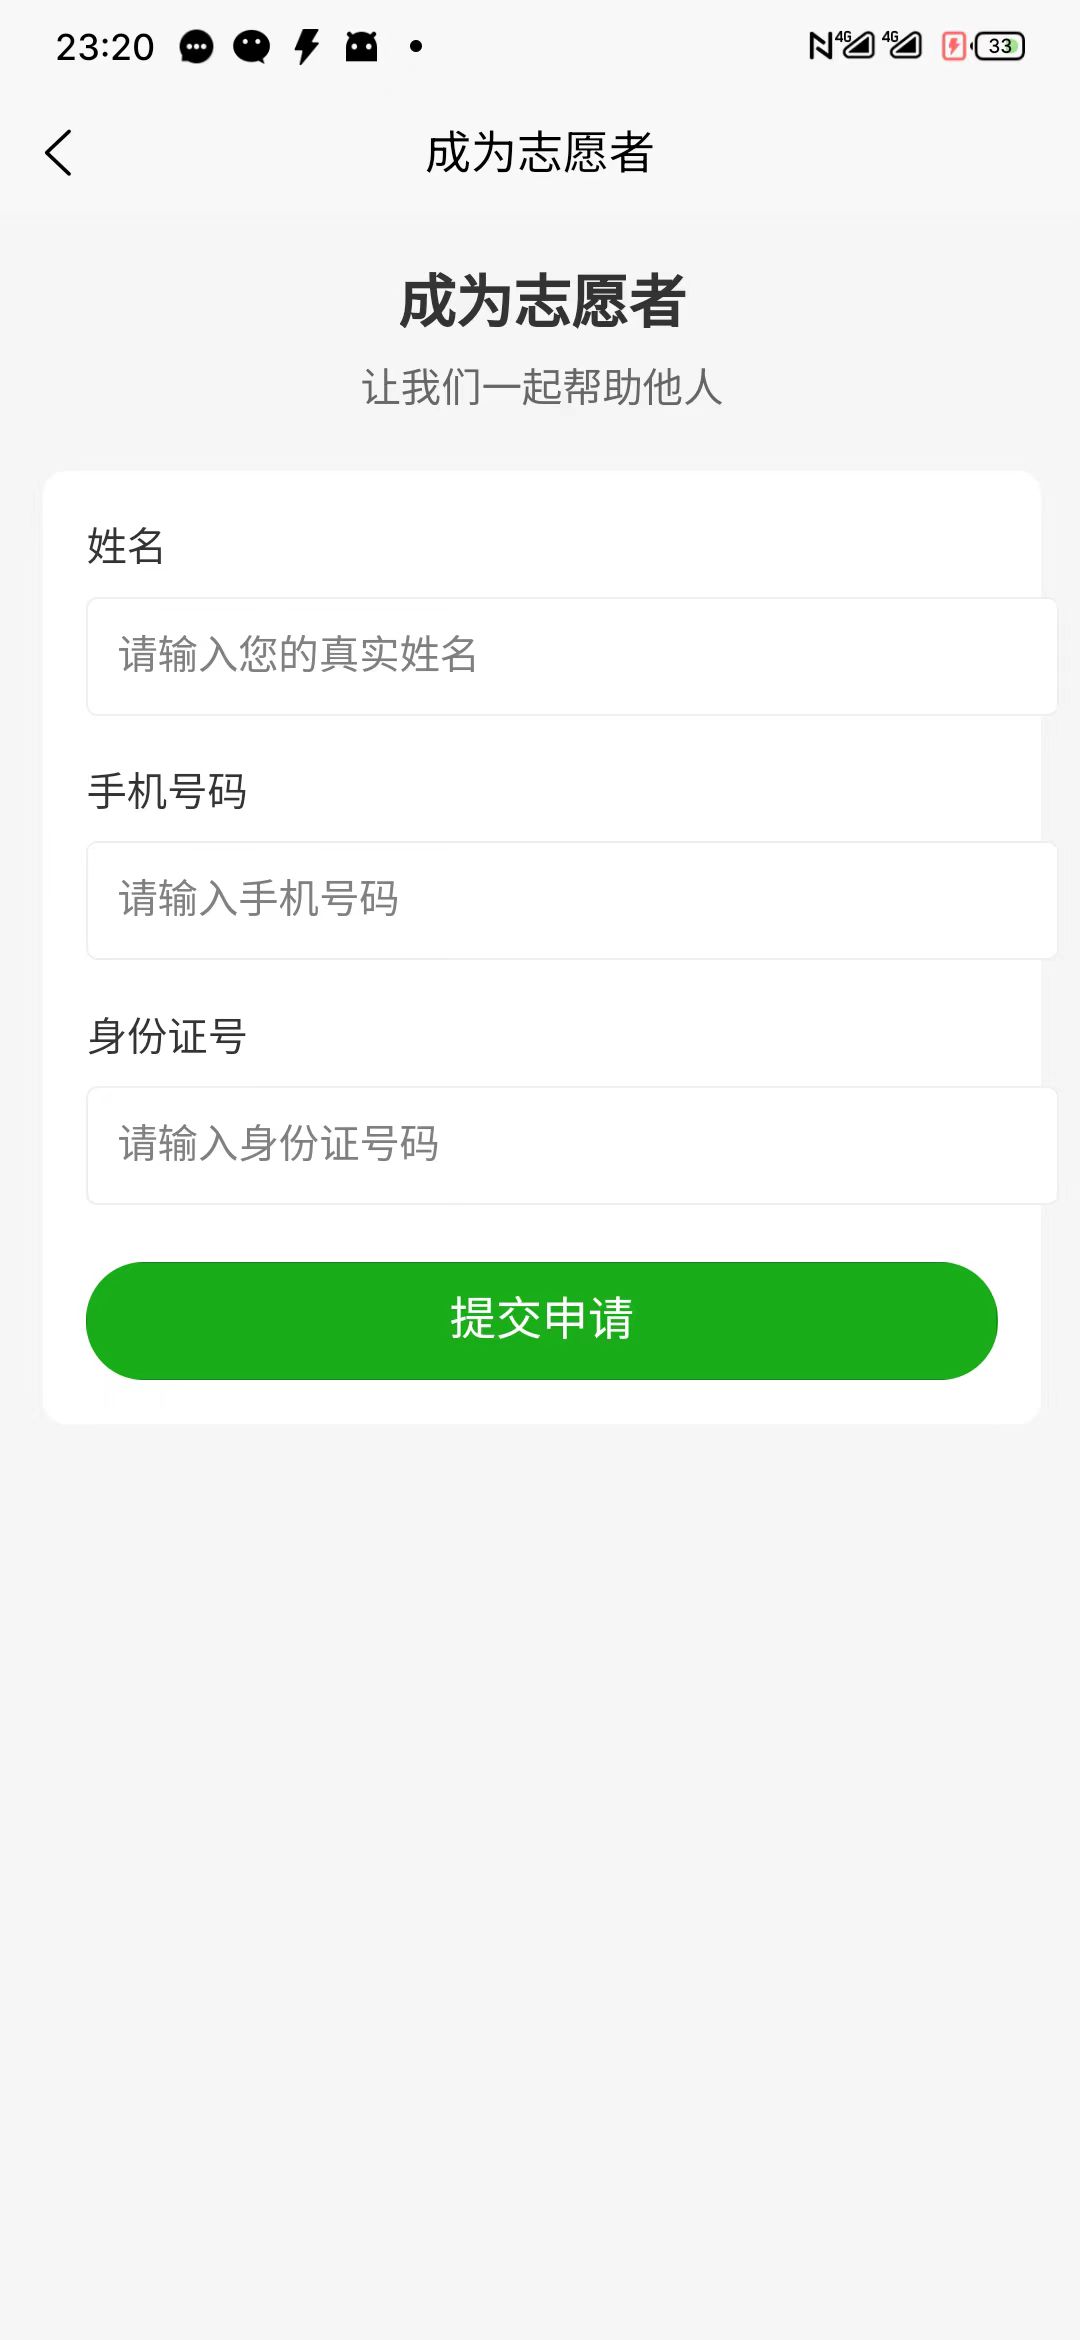 23:20
4G 4G 33
成为志愿者
成为志愿者
让我们一起帮助他人
姓名
请输入您的真实姓名
手机号码
请输入手机号码
身份证号
请输入身份证号码
提交申请